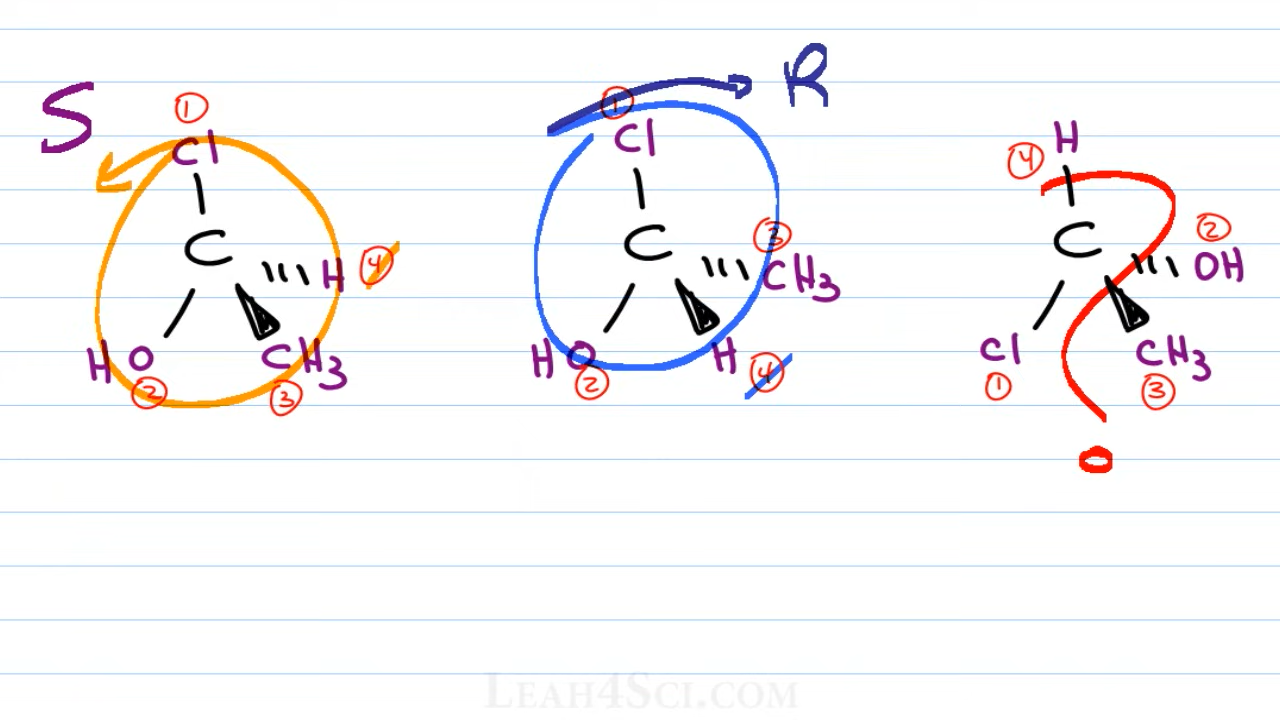 S
① Cl
C
H ④
HO ②
CH3 ③
R
① Cl
C
③ CH3
HO ②
H ④
?
④ H
C
② OH
Cl ①
CH3 ③
LEAH4SCI.COM